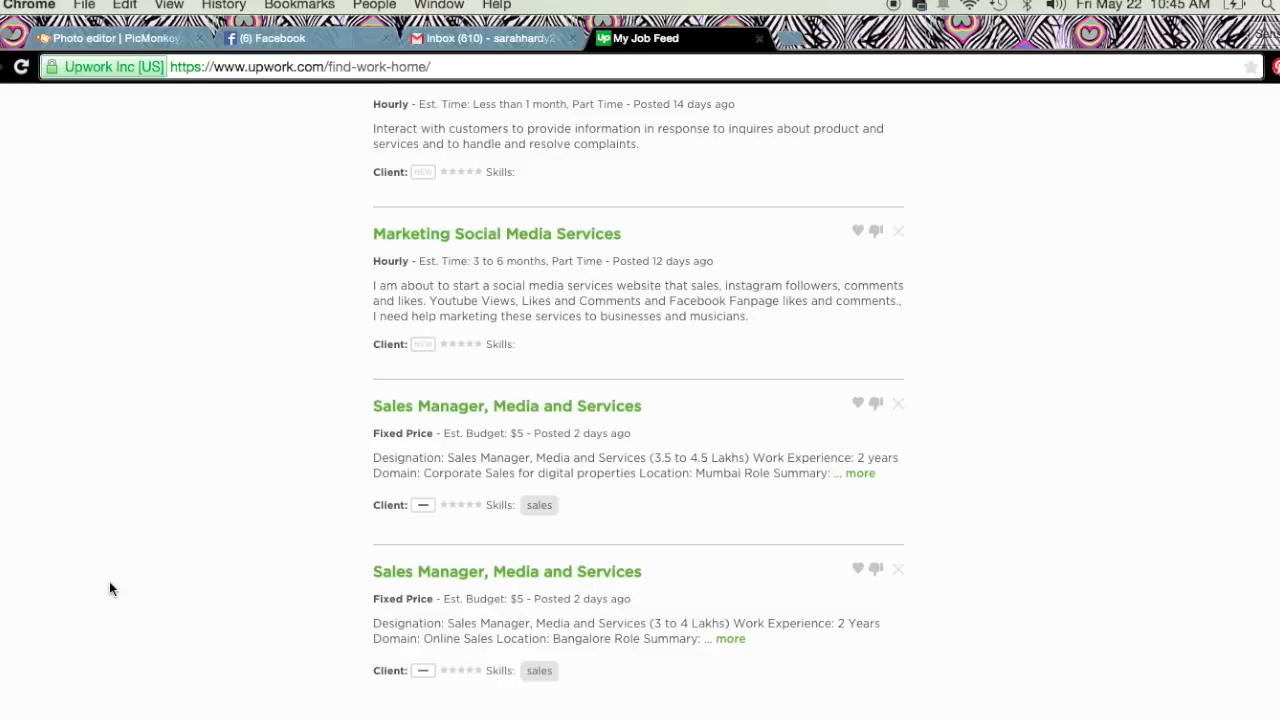 Chrome File Edit View History Bookmarks People Window Help Fri May 22 10:45 AM
Photo editor | PicMonkey (6) Facebook Inbox (610) - sarahhardy2 My Job Feed
Upwork Inc [US] https://www.upwork.com/find-work-home/
Hourly - Est. Time: Less than 1 month, Part Time - Posted 14 days ago
Interact with customers to provide information in response to inquires about product and
services and to handle and resolve complaints.
Client: NEW Skills:
Marketing Social Media Services
Hourly - Est. Time: 3 to 6 months, Part Time - Posted 12 days ago
I am about to start a social media services website that sales, instagram followers, comments
and likes. Youtube Views, Likes and Comments and Facebook Fanpage likes and comments.,
I need help marketing these services to businesses and musicians.
Client: NEW Skills:
Sales Manager, Media and Services
Fixed Price - Est. Budget: $5 - Posted 2 days ago
Designation: Sales Manager, Media and Services (3.5 to 4.5 Lakhs) Work Experience: 2 years
Domain: Corporate Sales for digital properties Location: Mumbai Role Summary: ... more
Client: — Skills: sales
Sales Manager, Media and Services
Fixed Price - Est. Budget: $5 - Posted 2 days ago
Designation: Sales Manager, Media and Services (3 to 4 Lakhs) Work Experience: 2 Years
Domain: Online Sales Location: Bangalore Role Summary: ... more
Client: — Skills: sales